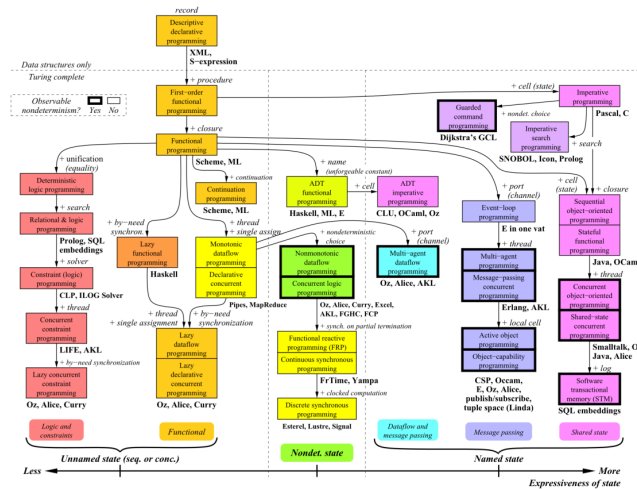 record
Descriptive
declarative
programming
XML,
S−expression
Data structures only
Turing complete
+ procedure
+ cell (state)
Observable
nondeterminism? Yes No
First−order
functional
programming
Imperative
programming
Pascal, C
+ nondet. choice
Guarded
command
programming
Dijkstra's GCL
Imperative
search
programming
+ search
SNOBOL, Icon, Prolog
+ closure
Functional
programming
Scheme, ML
+ unification
(equality)
+ continuation
Continuation
programming
Scheme, ML
+ name
(unforgeable constant)
ADT
functional
programming
Haskell, ML, E
+ cell
ADT
imperative
programming
CLU, OCaml, Oz
+ port
(channel)
Event−loop
programming
E in one vat
+ cell
(state)
+ closure
Sequential
object−oriented
programming
Stateful
functional
programming
Java, OCam
Deterministic
logic programming
+ search
Relational & logic
programming
Prolog, SQL
embeddings
+ solver
Constraint (logic)
programming
CLP, ILOG Solver
+ thread
Concurrent
constraint
programming
LIFE, AKL
+ by−need synchronization
Lazy concurrent
constraint
programming
Oz, Alice, Curry
+ by−need
synchron.
Lazy
functional
programming
Haskell
+ thread
+ single assign.
Monotonic
dataflow
programming
Declarative
concurrent
programming
Pipes, MapReduce
+ thread
+ single assignment
+ by−need
synchronization
Lazy
dataflow
programming
Lazy
declarative
concurrent
programming
Oz, Alice, Curry
+ nondeterministic
choice
Nonmonotonic
dataflow
programming
Concurrent logic
programming
Oz, Alice, Curry, Excel,
AKL, FGHC, FCP
+ synch. on partial termination
Functional reactive
programming (FRP)
Continuous synchronous
programming
FrTime, Yampa
+ clocked computation
Discrete synchronous
programming
Esterel, Lustre, Signal
+ port
(channel)
Multi−agent
dataflow
programming
Oz, Alice, AKL
+ thread
Multi−agent
programming
Message−passing
concurrent
programming
Erlang, AKL
+ local cell
Active object
programming
Object−capability
programming
CSP, Occam,
E, Oz, Alice,
publish/subscribe,
tuple space (Linda)
+ thread
Concurrent
object−oriented
programming
Shared−state
concurrent
programming
Smalltalk, O
Java, Alice
+ log
Software
transactional
memory (STM)
SQL embeddings
Logic and
constraints
Functional
Dataflow and
message passing
Message passing
Shared state
Unnamed state (seq. or conc.)
Nondet. state
Named state
Less
More
Expressiveness of state